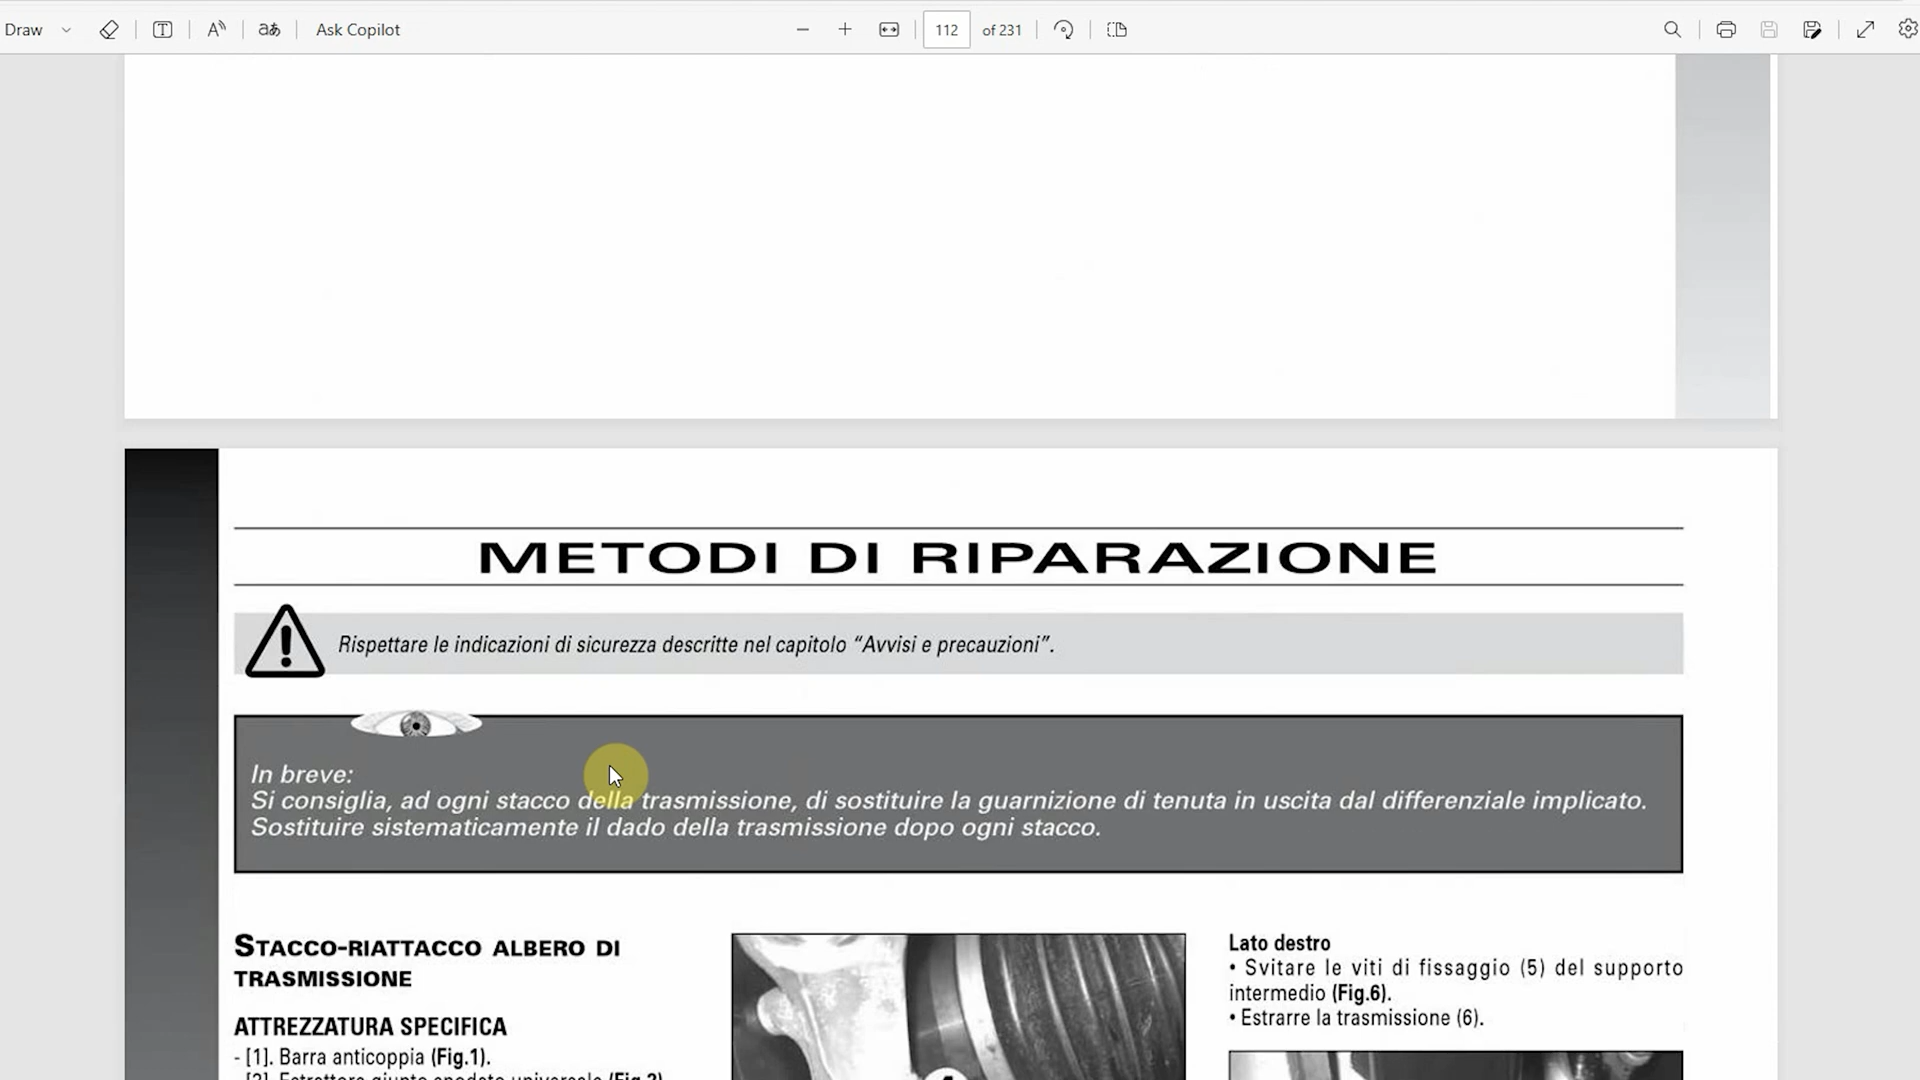 Draw
Ask Copilot
112 of 231
METODI DI RIPARAZIONE
Rispettare le indicazioni di sicurezza descritte nel capitolo “Avvisi e precauzioni”.
In breve:
Si consiglia, ad ogni stacco della trasmissione, di sostituire la guarnizione di tenuta in uscita dal differenziale implicato.
Sostituire sistematicamente il dado della trasmissione dopo ogni stacco.
STACCO-RIATTACCO ALBERO DI
TRASMISSIONE
ATTREZZATURA SPECIFICA
- [1]. Barra anticoppia (Fig.1).
Lato destro
• Svitare le viti di fissaggio (5) del supporto
intermedio (Fig.6).
• Estrarre la trasmissione (6).